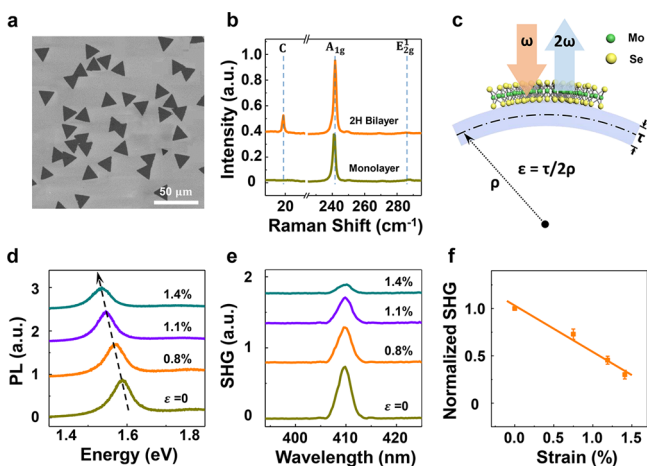 a
50 µm
b
Intensity (a.u.)
1.0
0.8
0.6
0.4
0.2
0
C
A1g
E¹2g
2H Bilayer
Monolayer
20 240 260 280
Raman Shift (cm⁻¹)
c
ω
2ω
Mo
Se
τ
ε = τ/2ρ
ρ
d
PL (a.u.)
3
2
1
0
1.4%
1.1%
0.8%
ε =0
1.4 1.6 1.8
Energy (eV)
e
SHG (a.u.)
3
2
1
0
1.4%
1.1%
0.8%
ε=0
400 410 420
Wavelength (nm)
f
Normalized SHG
1.0
0.5
0
0.0 0.5 1.0 1.5
Strain (%)